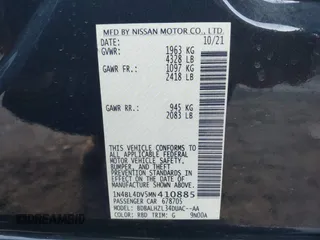 MFD BY NISSAN MOTOR CO., LTD.
DATE: 10/21
GVWR: 1963 KG
4328 LB
GAWR FR.: 1097 KG
2418 LB
GAWR RR.: 945 KG
2083 LB
THIS VEHICLE CONFORMS TO ALL
APPLICABLE FEDERAL MOTOR VEHICLE
SAFETY, BUMPER, AND THEFT
PREVENTION STANDARDS IN EFFECT ON
THE DATE OF MANUFACTURE SHOWN
ABOVE.
1N4BL4DV5MN410885
PASSENGER CAR 6787DS
COLOR: RBD TRIM: G 9N00A